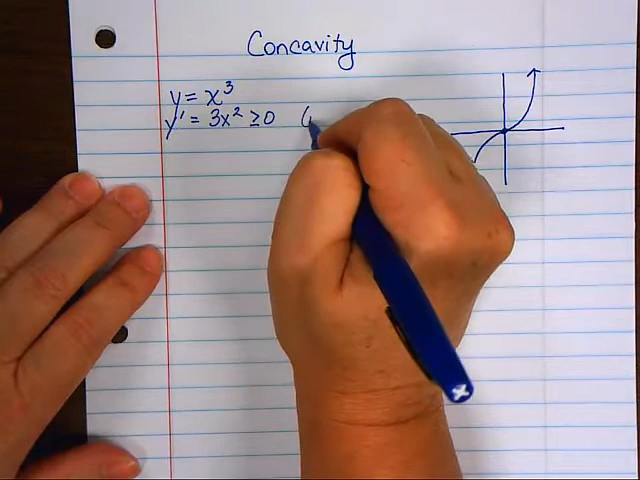 Concavity
y = x³
y' = 3x² ≥ 0 (